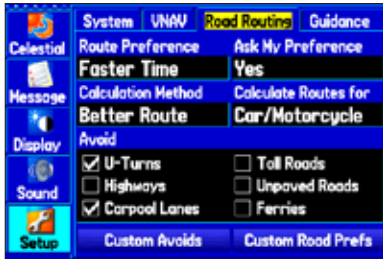 System VNAV Road Routing Guidance
Celestial
Route Preference Ask My Preference
Faster Time Yes
Message
Calculation Method Calculate Routes for
Better Route Car/Motorcycle
Display
Avoid
U-Turns Toll Roads
Highways Unpaved Roads
Sound
Carpool Lanes Ferries
Setup
Custom Avoids Custom Road Prefs